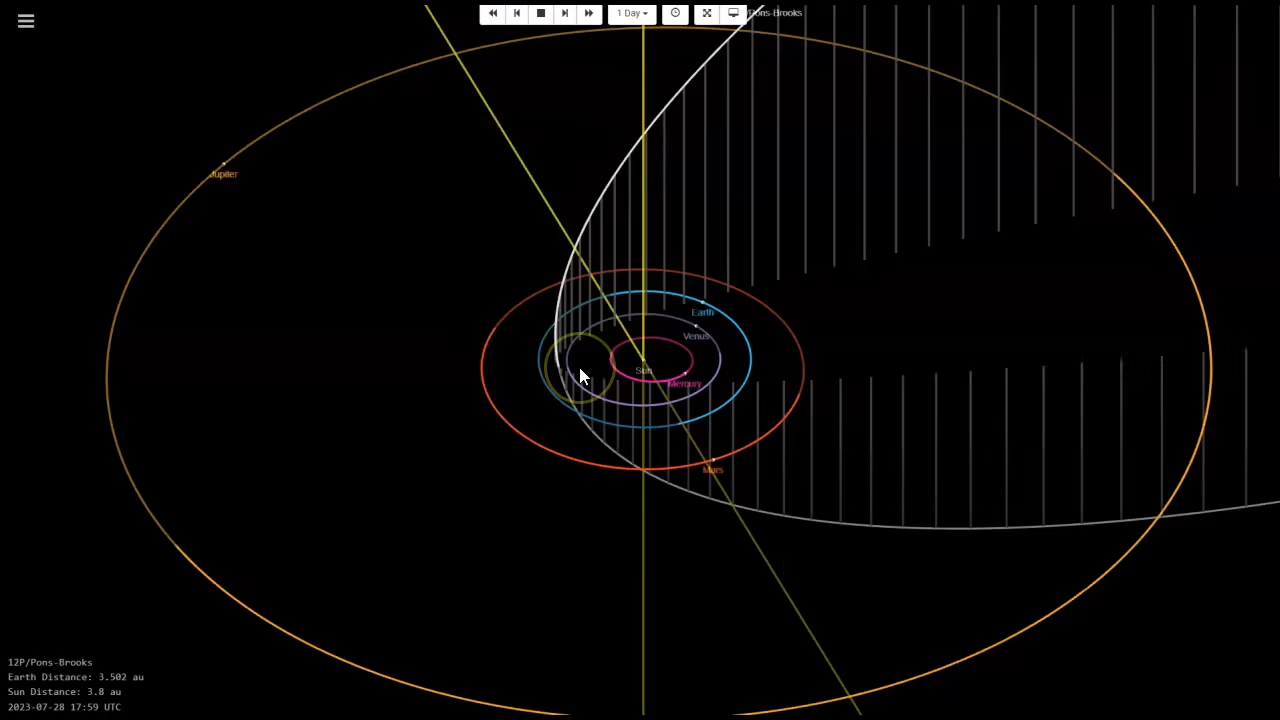 1 Day
/Pons-Brooks
Jupiter
Earth
Venus
Sun
Mercury
Mars
12P/Pons-Brooks
Earth Distance: 3.502 au
Sun Distance: 3.8 au
2023-07-28 17:59 UTC